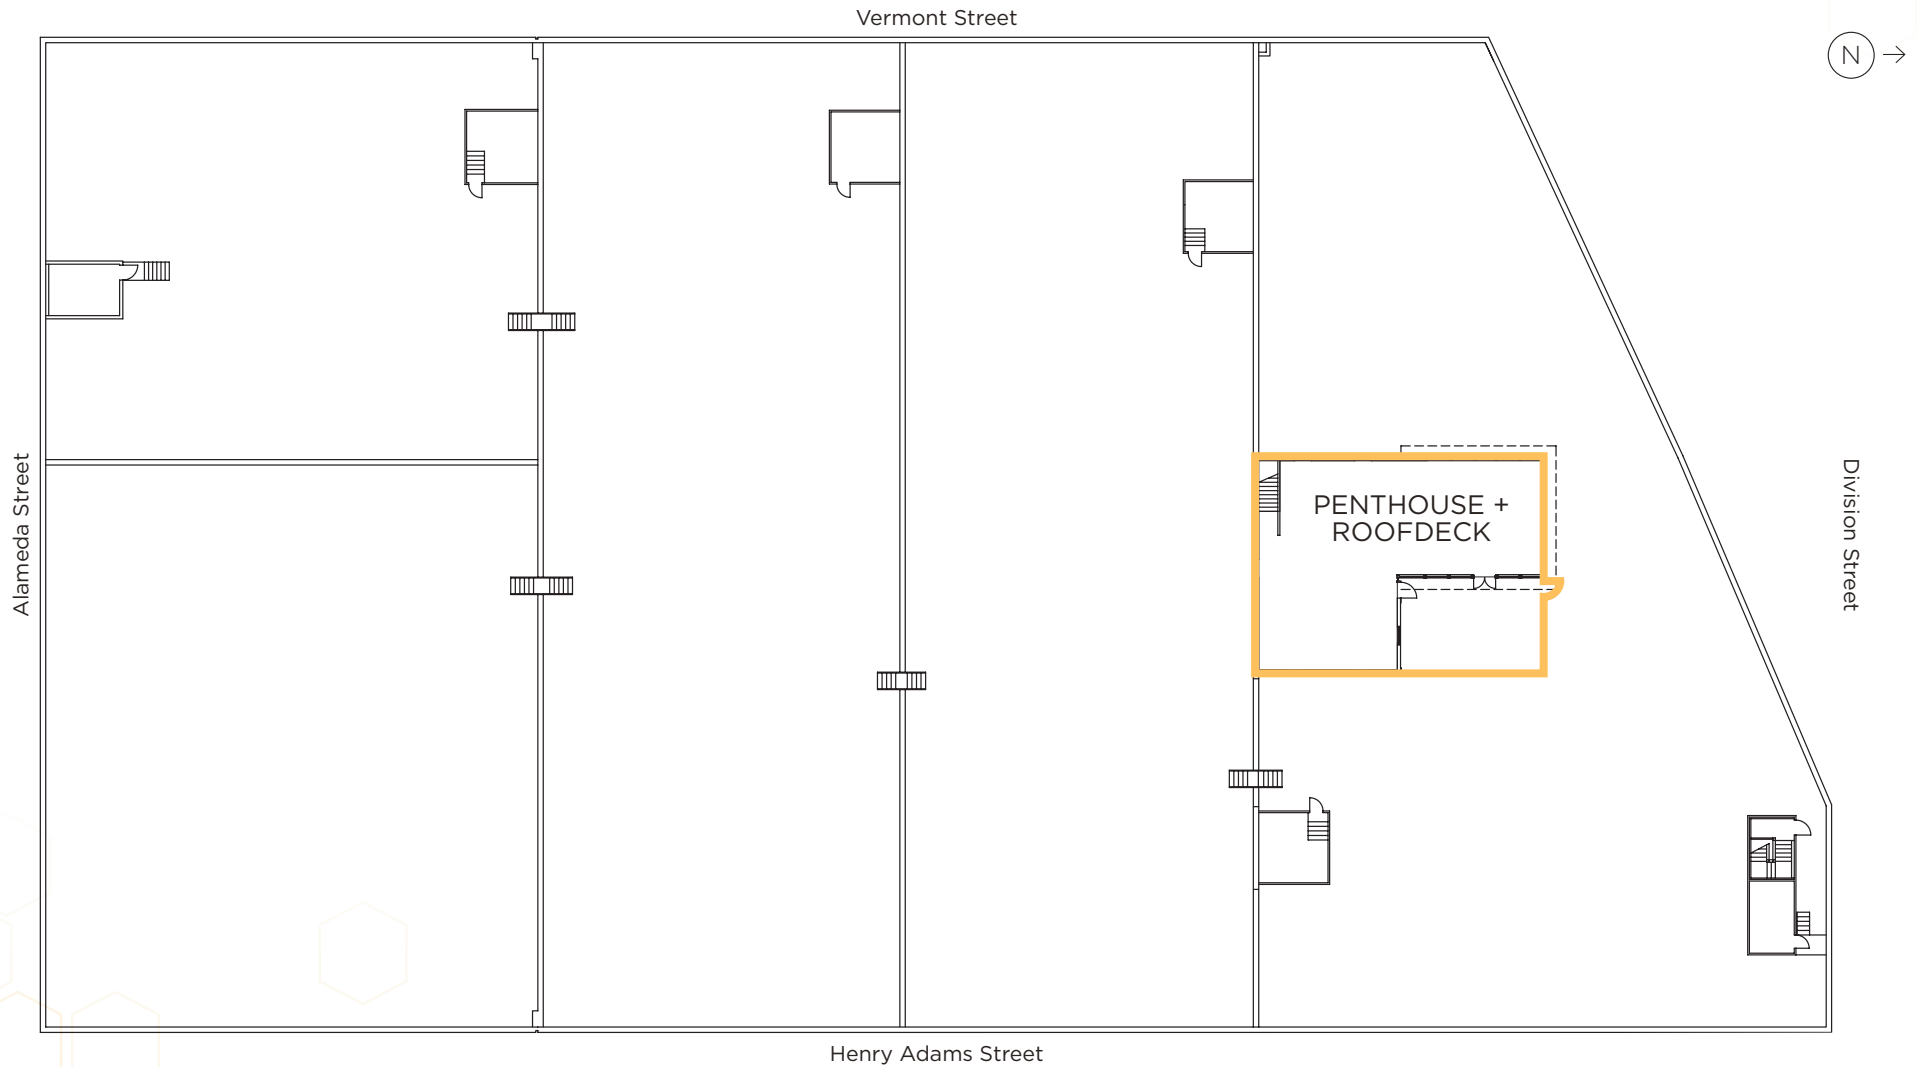 Vermont Street
N
Alameda Street
PENTHOUSE +
ROOFDECK
Division Street
Henry Adams Street